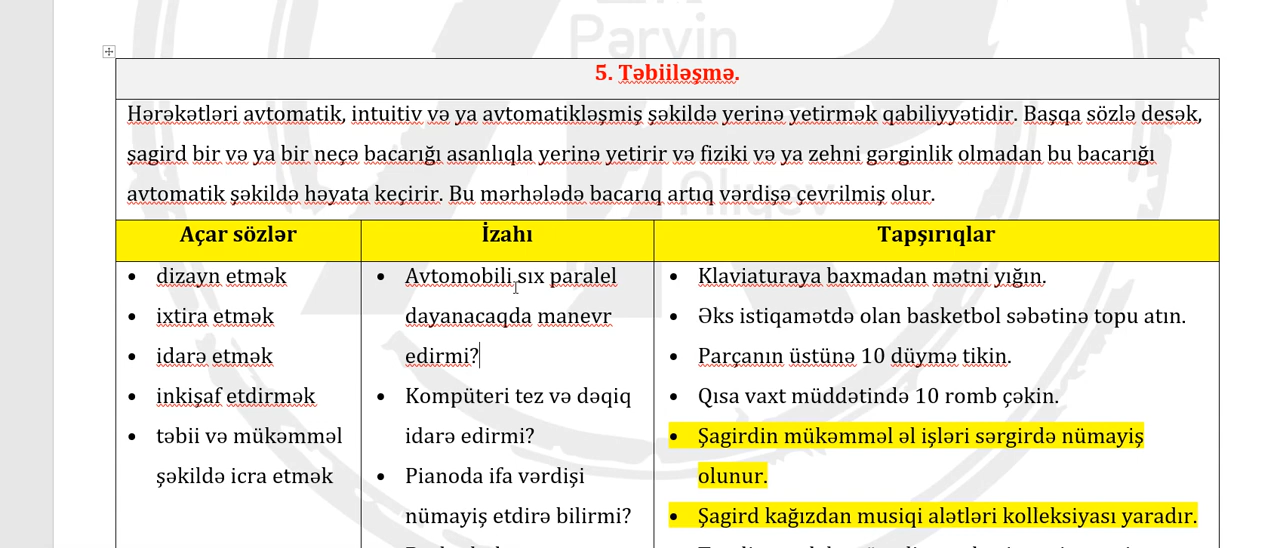 Pərvin
5. Təbiiləşmə.
Hərəkətləri avtomatik, intuitiv və ya avtomatikləşmiş şəkildə yerinə yetirmək qabiliyyətidir. Başqa sözlə desək,
şagird bir və ya bir neçə bacarığı asanlıqla yerinə yetirir və fiziki və ya zehni gərginlik olmadan bu bacarığı
avtomatik şəkildə həyata keçirir. Bu mərhələdə bacarıq artıq vərdişə çevrilmiş olur.
Açar sözlər
• dizayn etmək
• ixtira etmək
• idarə etmək
• inkişaf etdirmək
• təbii və mükəmməl
şəkildə icra etmək
İzahı
• Avtomobili sıx paralel
dayanacaqda manevr
edirmi?
• Kompüteri tez və dəqiq
idarə edirmi?
• Pianoda ifa vərdişi
nümayiş etdirə bilirmi?
Tapşırıqlar
• Klaviaturaya baxmadan mətni yığın.
• Əks istiqamətdə olan basketbol səbətinə topu atın.
• Parçanın üstünə 10 düymə tikin.
• Qısa vaxt müddətində 10 romb çəkin.
• Şagirdin mükəmməl əl işləri sərgirdə nümayiş
olunur.
• Şagird kağızdan musiqi alətləri kolleksiyası yaradır.